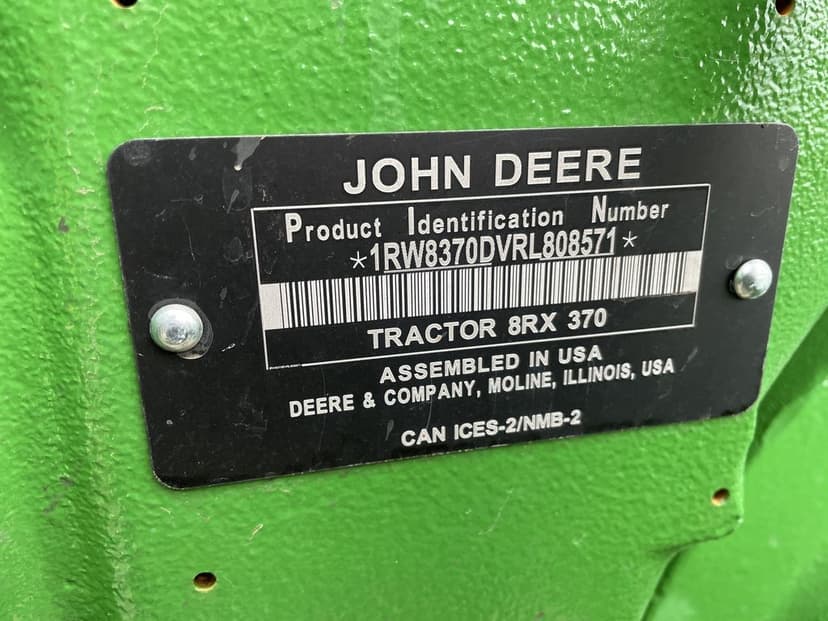 JOHN DEERE
Product Identification Number
*1RW8370DVRL808571*
TRACTOR 8RX 370
ASSEMBLED IN USA
DEERE & COMPANY, MOLINE, ILLINOIS, USA
CAN ICES-2/NMB-2